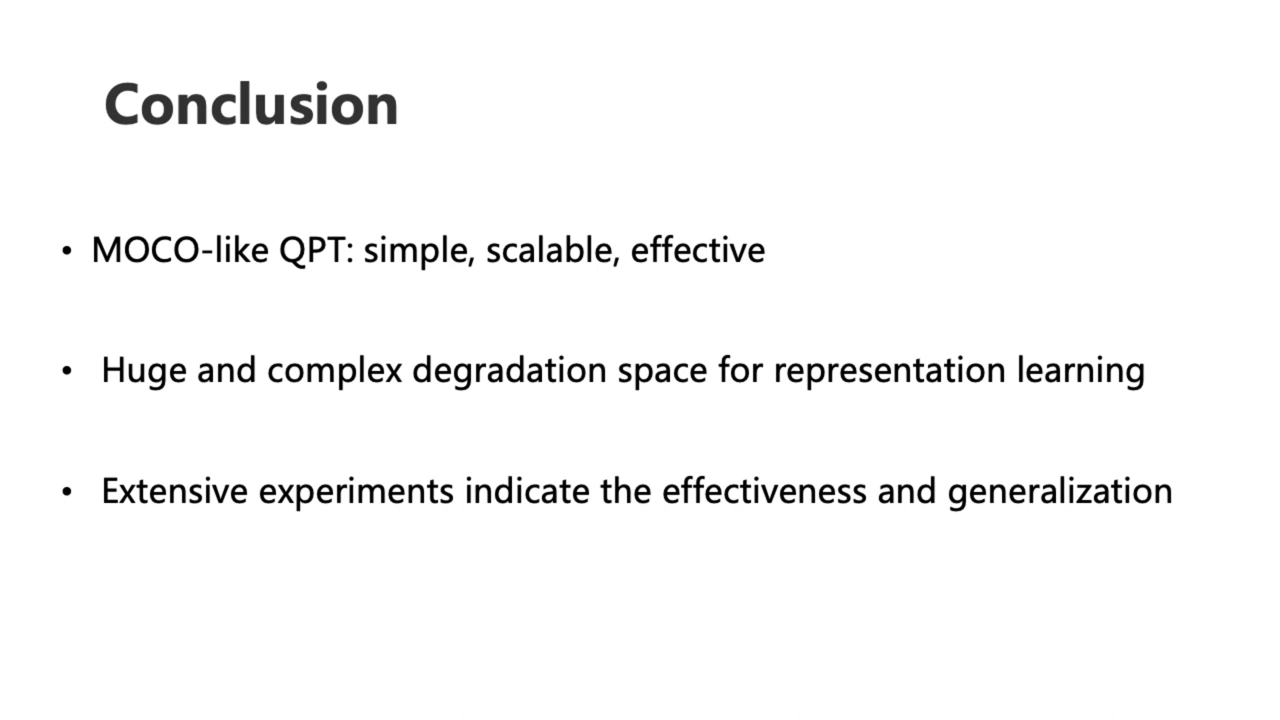 Conclusion
• MOCO-like QPT: simple, scalable, effective
• Huge and complex degradation space for representation learning
• Extensive experiments indicate the effectiveness and generalization